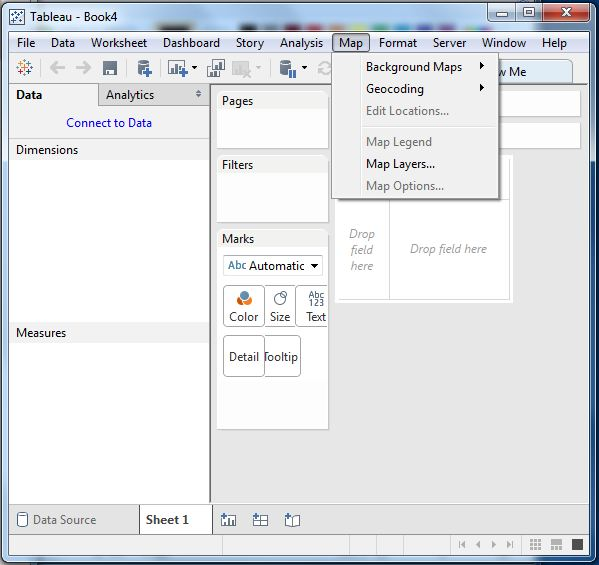 Tableau - Book4
File Data Worksheet Dashboard Story Analysis Map Format Server Window Help
Background Maps
Geocoding
Edit Locations...
Map Legend
Map Layers...
Map Options...
w Me
Data Analytics
Connect to Data
Dimensions
Measures
Pages
Filters
Marks
Abc Automatic
Color Size
Abc
123
Text
Detail Tooltip
Drop
field
here
Drop field here
Data Source Sheet 1